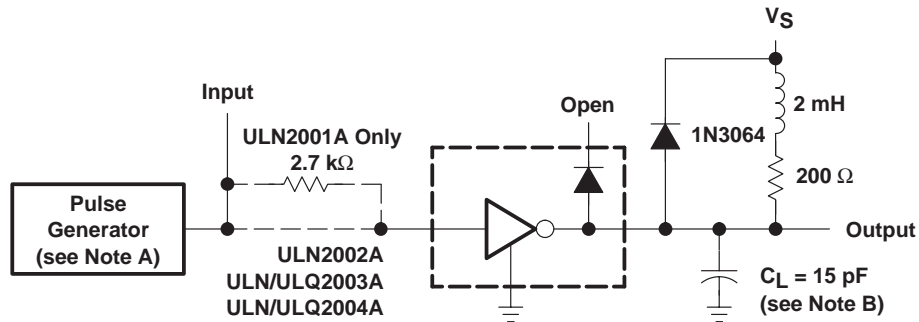 VS
Input
Open
2 mH
ULN2001A Only
2.7 kΩ
1N3064
200 Ω
Pulse
Generator
(see Note A)
Output
ULN2002A
ULN/ULQ2003A
ULN/ULQ2004A
CL = 15 pF
(see Note B)